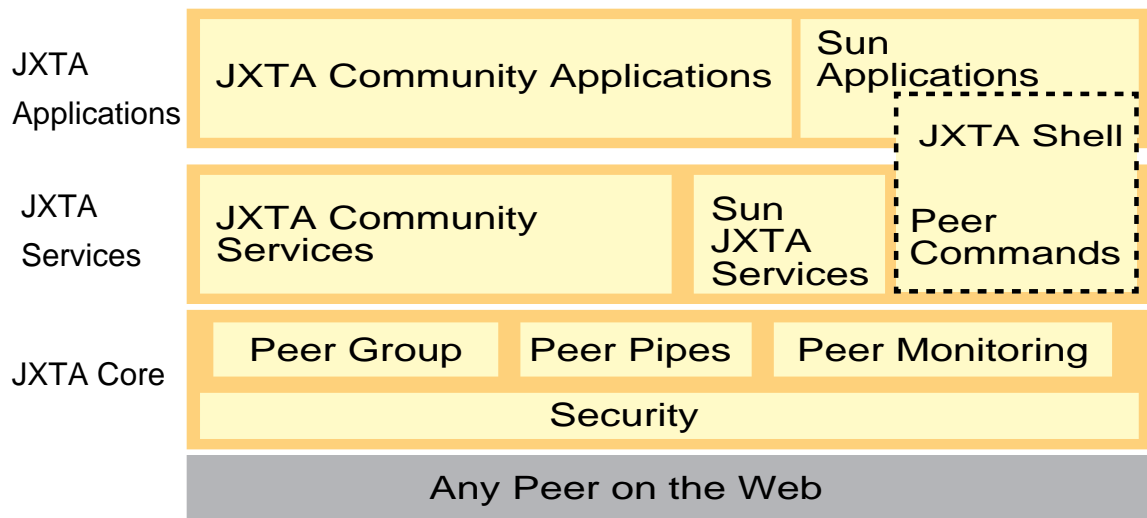 JXTA
Applications
JXTA Community Applications
Sun
Applications
JXTA Shell
JXTA
Services
JXTA Community
Services
Sun
JXTA
Services
Peer
Commands
JXTA Core
Peer Group
Peer Pipes
Peer Monitoring
Security
Any Peer on the Web